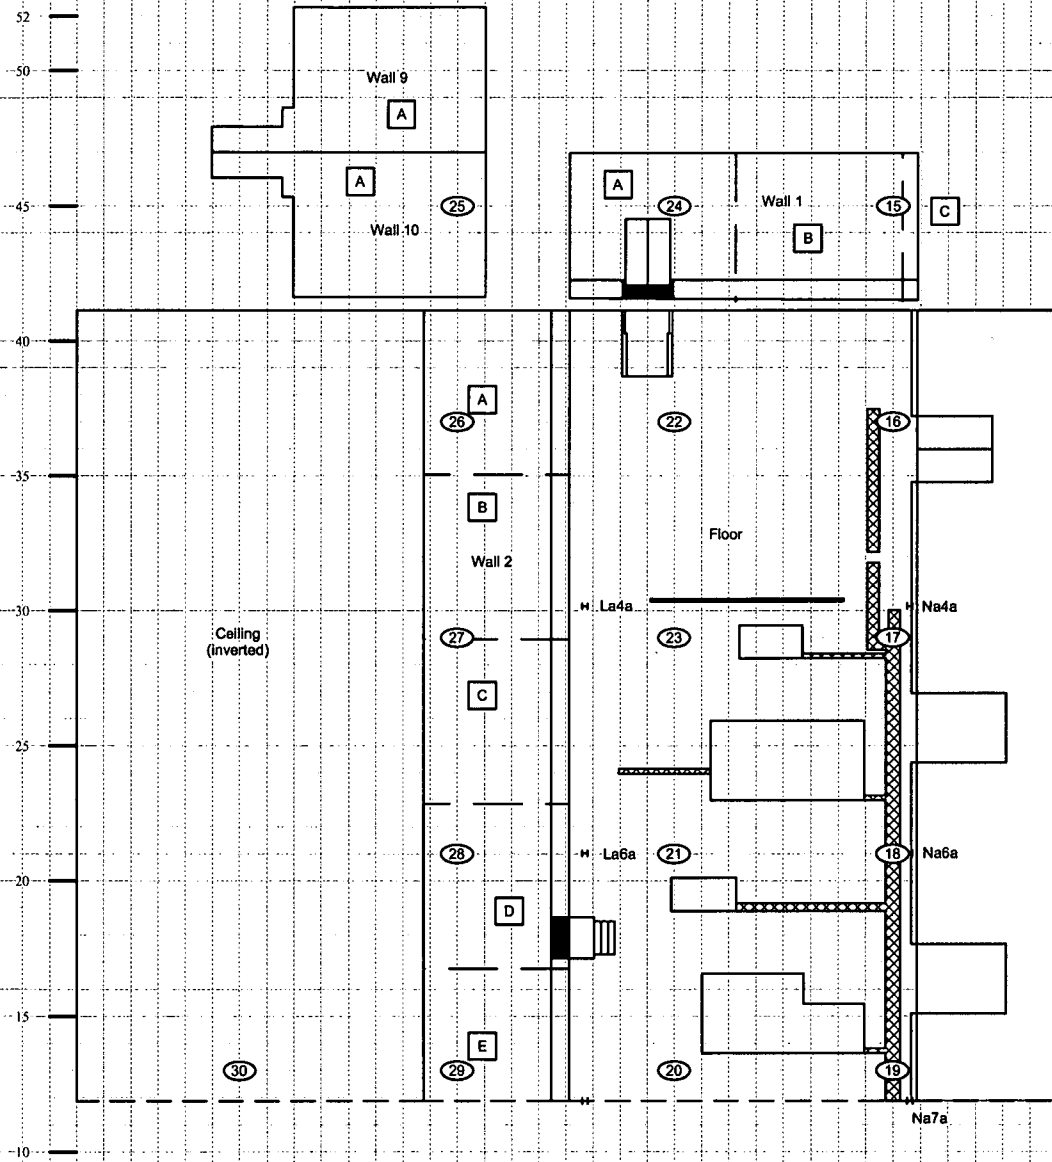 52
50
Wall 9
A
A
A
Wall 1
45
25
24
15
C
Wall 10
B
40
A
26
22
16
35
B
Floor
Wall 2
30
La4a
Na4a
Ceiling
(inverted)
27
23
17
C
25
28
La6a
21
18
Na6a
20
D
15
E
30
29
20
19
Na7a
10